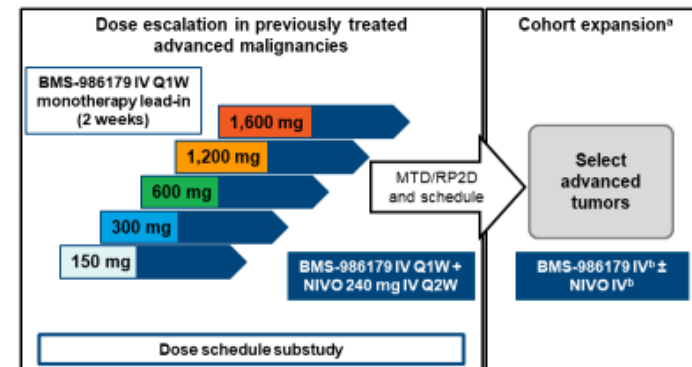 Dose escalation in previously treated
advanced malignancies
BMS-986179 IV Q1W
monotherapy lead-in
(2 weeks)
1,600 mg
1,200 mg
600 mg
300 mg
150 mg
BMS-986179 IV Q1W +
NIVO 240 mg IV Q2W
Dose schedule substudy
MTD/RP2D
and schedule
Cohort expansionᵃ
Select
advanced
tumors
BMS-986179 IVᵇ ±
NIVO IVᵇ